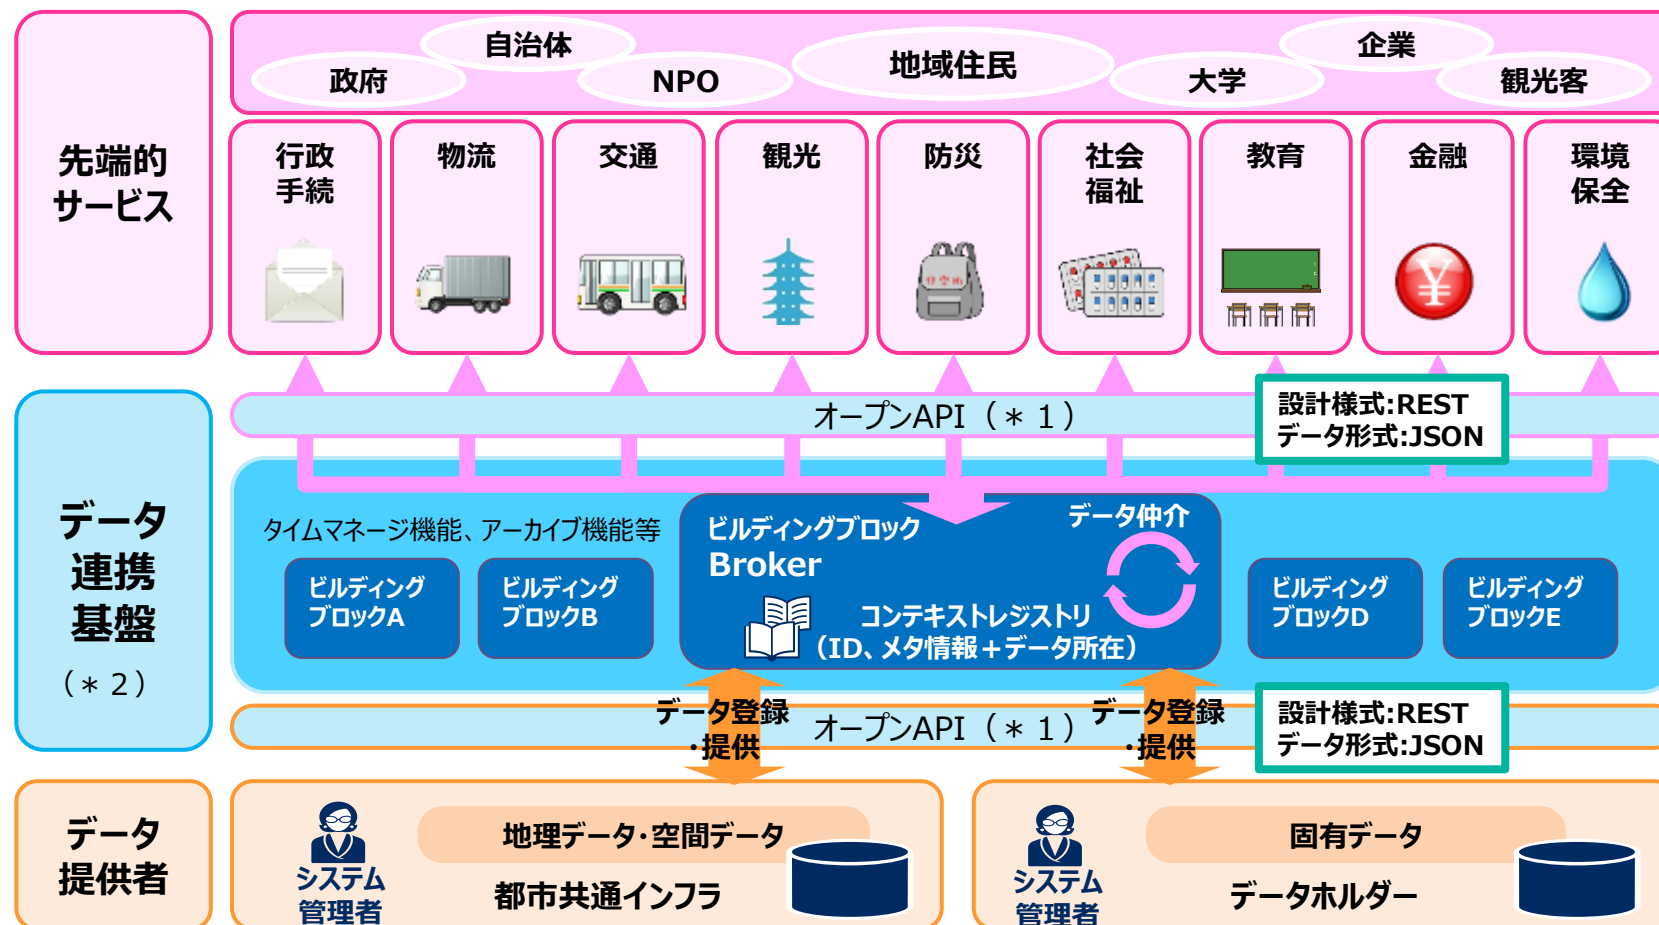 先端的
サービス
政府
自治体
NPO
地域住民
大学
企業
観光客
行政
手続
物流
交通
観光
防災
社会
福祉
教育
金融
環境
保全
データ
連携
基盤
（＊２）
オープンAPI（＊１）
設計様式:REST
データ形式:JSON
タイムマネージ機能、アーカイブ機能等
ビルディング
ブロックA
ビルディング
ブロックB
ビルディングブロック
Broker
データ仲介
コンテキストレジストリ
（ID、メタ情報＋データ所在）
ビルディング
ブロックD
ビルディング
ブロックE
データ登録
・提供
オープンAPI（＊１）
データ登録
・提供
設計様式:REST
データ形式:JSON
データ
提供者
システム
管理者
地理データ・空間データ
都市共通インフラ
システム
管理者
固有データ
データホルダー